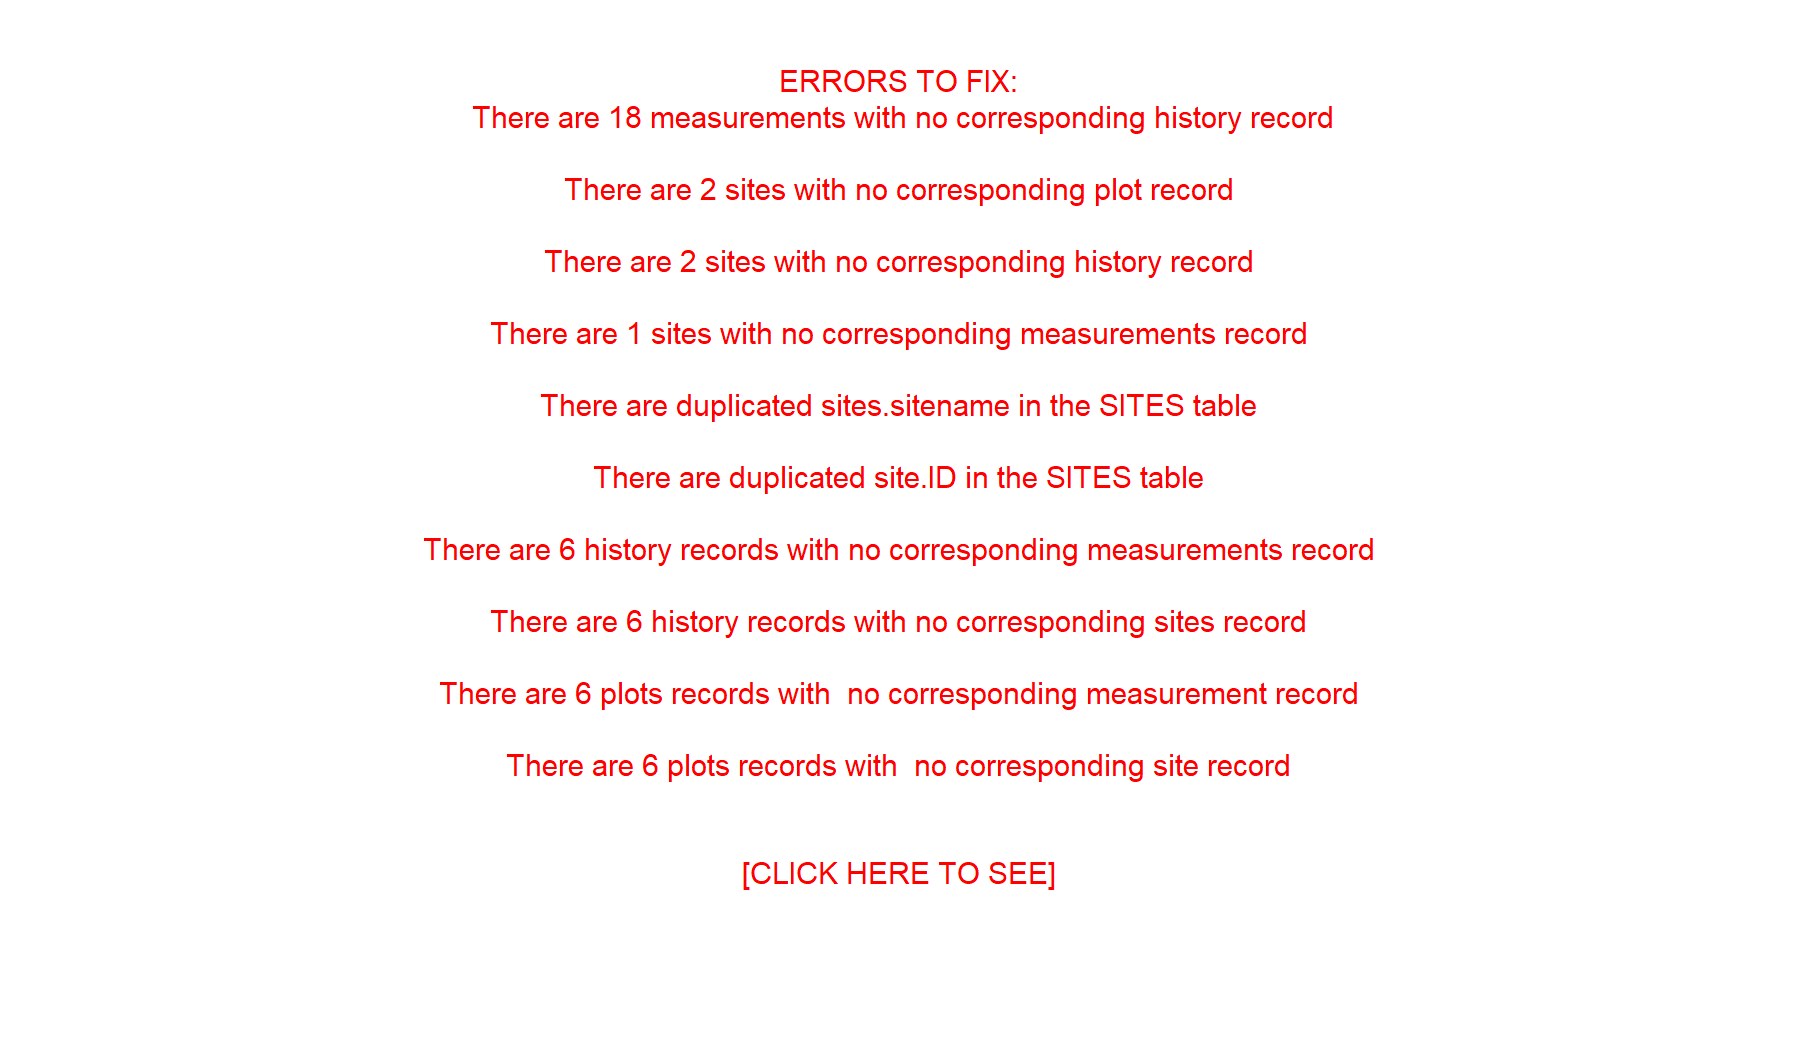 ERRORS TO FIX:
There are 18 measurements with no corresponding history record
There are 2 sites with no corresponding plot record
There are 2 sites with no corresponding history record
There are 1 sites with no corresponding measurements record
There are duplicated sites.sitename in the SITES table
There are duplicated site.ID in the SITES table
There are 6 history records with no corresponding measurements record
There are 6 history records with no corresponding sites record
There are 6 plots records with  no corresponding measurement record
There are 6 plots records with  no corresponding site record
[CLICK HERE TO SEE]